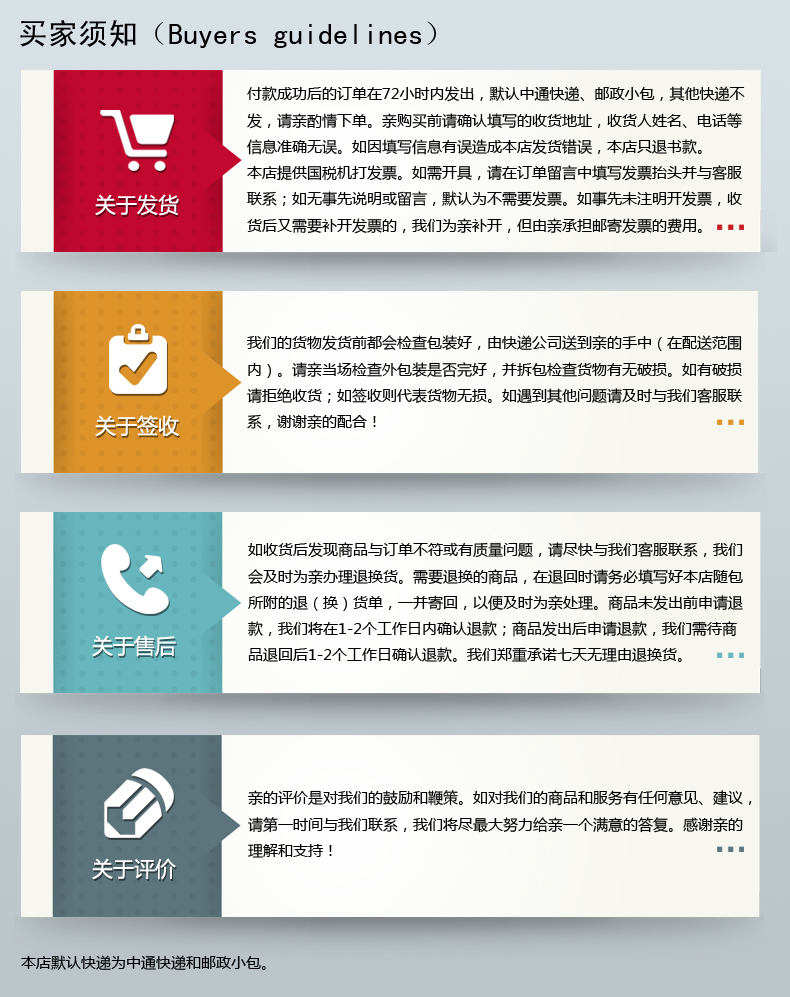 买家须知（Buyers guidelines）
付款成功后的订单在72小时内发出，默认中通快递、邮政小包，其他快递不
发，请亲酌情下单。亲购买前请确认填写的收货地址，收货人姓名、电话等
信息准确无误。如因填写信息有误造成本店发货错误，本店只退书款。
本店提供国税机打发票。如需开具，请在订单留言中填写发票抬头并与客服
联系；如无事先说明或留言，默认为不需要发票。如事先未注明开发票，收
货后又需要补开发票的，我们为亲补开，但由亲承担邮寄发票的费用。
关于发货
我们的货物发货前都会检查包装好，由快递公司送到亲的手中（在配送范围
内）。请亲当场检查外包装是否完好，并拆包检查货物有无破损。如有破损
请拒绝收货；如签收则代表货物无损。如遇到其他问题请及时与我们客服联
系，谢谢亲的配合！
关于签收
如收货后发现商品与订单不符或有质量问题，请尽快与我们客服联系，我们
会及时为亲办理退换货。需要退换的商品，在退回时请务必填写好本店随包
所附的退（换）货单，一并寄回，以便及时为亲处理。商品未发出前申请退
款，我们将在1-2个工作日内确认退款；商品发出后申请退款，我们需待商
品退回后1-2个工作日确认退款。我们郑重承诺七天无理由退换货。
关于售后
亲的评价是对我们的鼓励和鞭策。如对我们的商品和服务有任何意见、建议，
请第一时间与我们联系，我们将尽最大努力给亲一个满意的答复。感谢亲的
理解和支持！
关于评价
本店默认快递为中通快递和邮政小包。